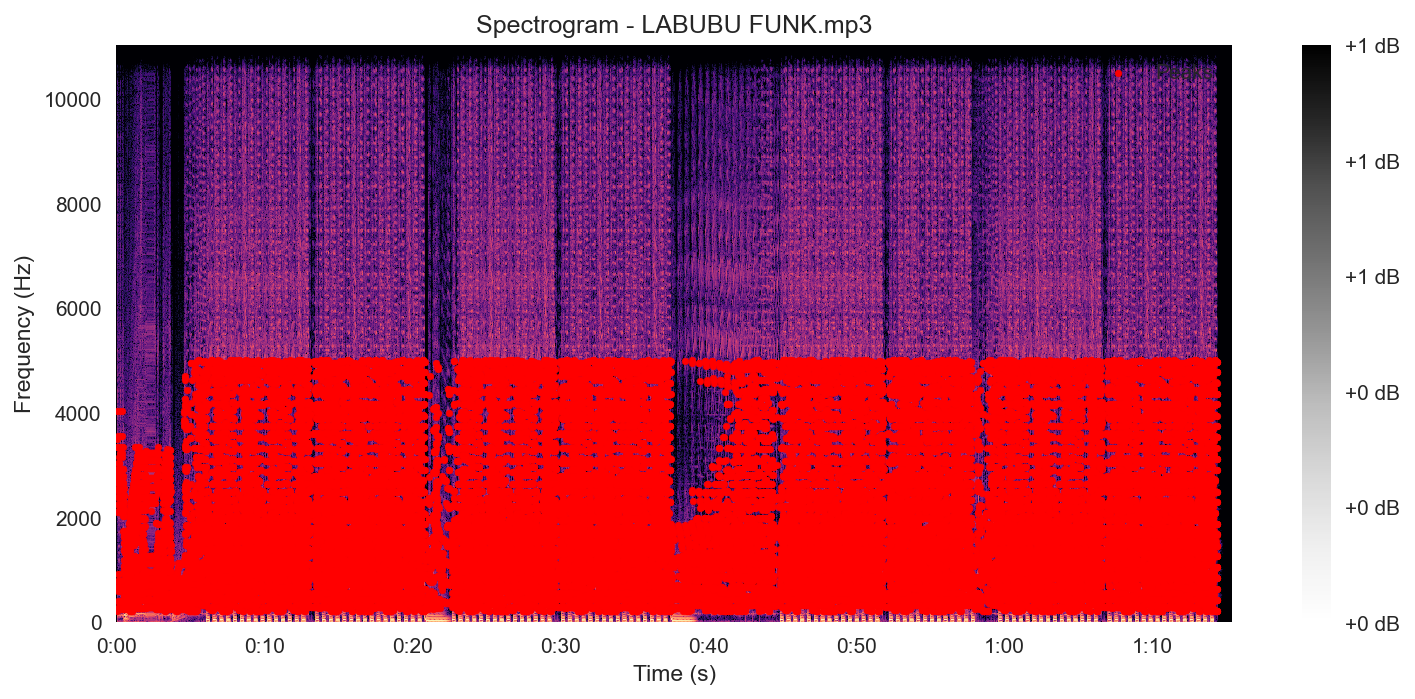 Spectrogram - LABUBU FUNK.mp3
Frequency (Hz)
10000
8000
6000
4000
2000
0
0:00 0:10 0:20 0:30 0:40 0:50 1:00 1:10
Time (s)
+1 dB
+1 dB
+1 dB
+0 dB
+0 dB
+0 dB